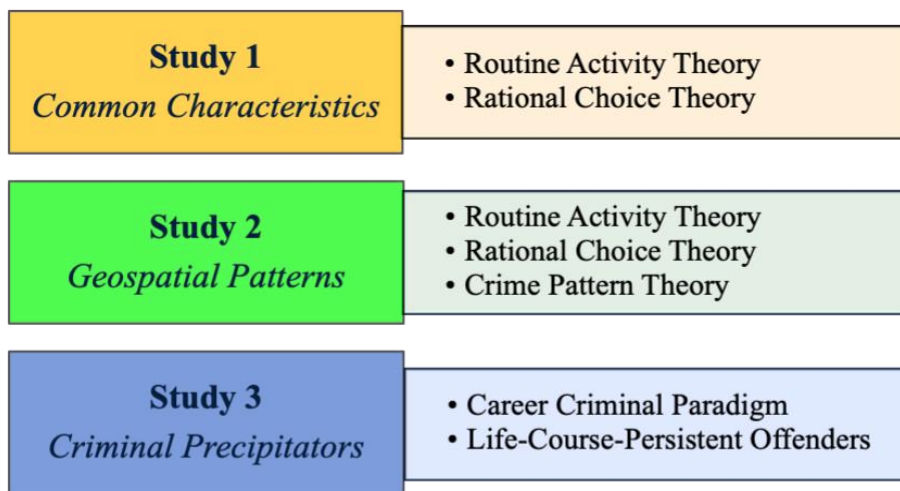 Study 1
Common Characteristics
• Routine Activity Theory
• Rational Choice Theory
Study 2
Geospatial Patterns
• Routine Activity Theory
• Rational Choice Theory
• Crime Pattern Theory
Study 3
Criminal Precipitators
• Career Criminal Paradigm
• Life-Course-Persistent Offenders